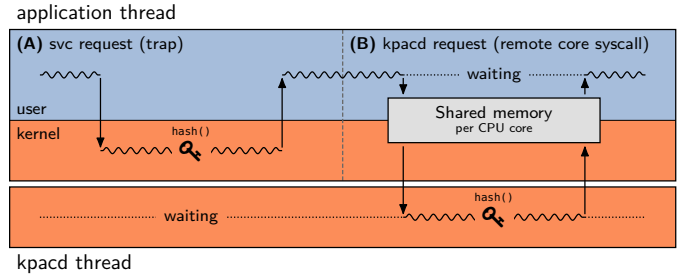 application thread
(A) svc request (trap)
(B) kpacd request (remote core syscall)
waiting
user
kernel
Shared memory
per CPU core
hash()
hash()
waiting
kpacd thread